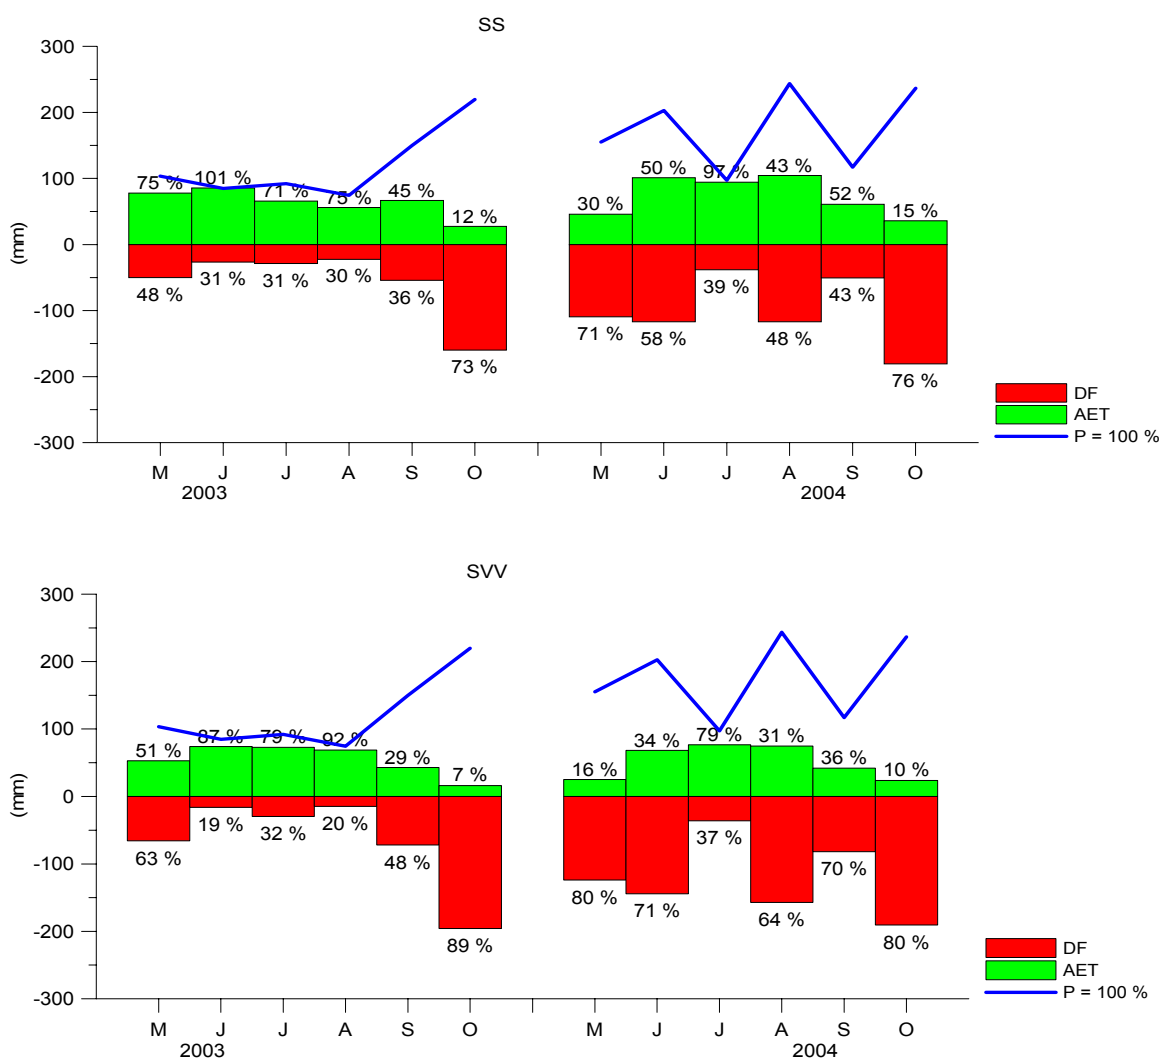 SS
300
200
100
0
-100
-200
-300
(mm)
75 % 101 % 71 % 75 % 45 % 12 % 30 % 50 % 97 % 43 % 52 % 15 %
48 % 31 % 31 % 30 % 36 % 73 % 71 % 58 % 39 % 48 % 43 % 76 %
M J J A S O M J J A S O
2003 2004
DF
AET
P = 100 %
SVV
300
200
100
0
-100
-200
-300
(mm)
51 % 87 % 79 % 92 % 29 % 7 % 16 % 34 % 79 % 31 % 36 % 10 %
63 % 19 % 32 % 20 % 48 % 89 % 80 % 71 % 37 % 64 % 70 % 80 %
M J J A S O M J J A S O
2003 2004
DF
AET
P = 100 %